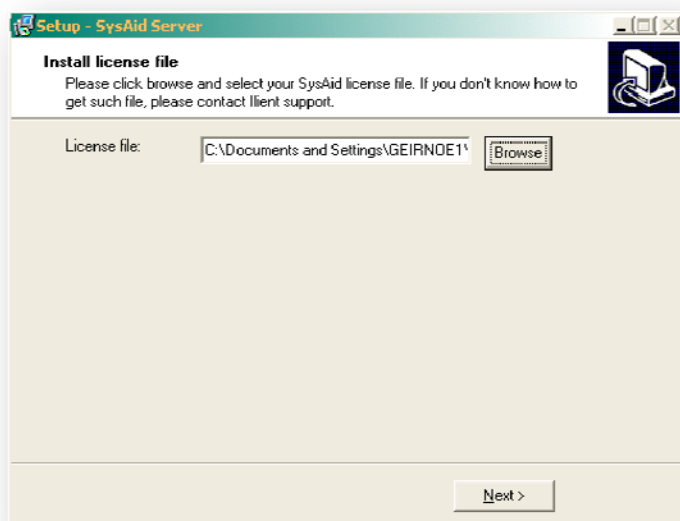 Setup - SysAid Server
Install license file
Please click browse and select your SysAid license file. If you don't know how to
get such file, please contact Ilient support.
License file:
C:\Documents and Settings\GEIRNOE1\
Browse
Next >